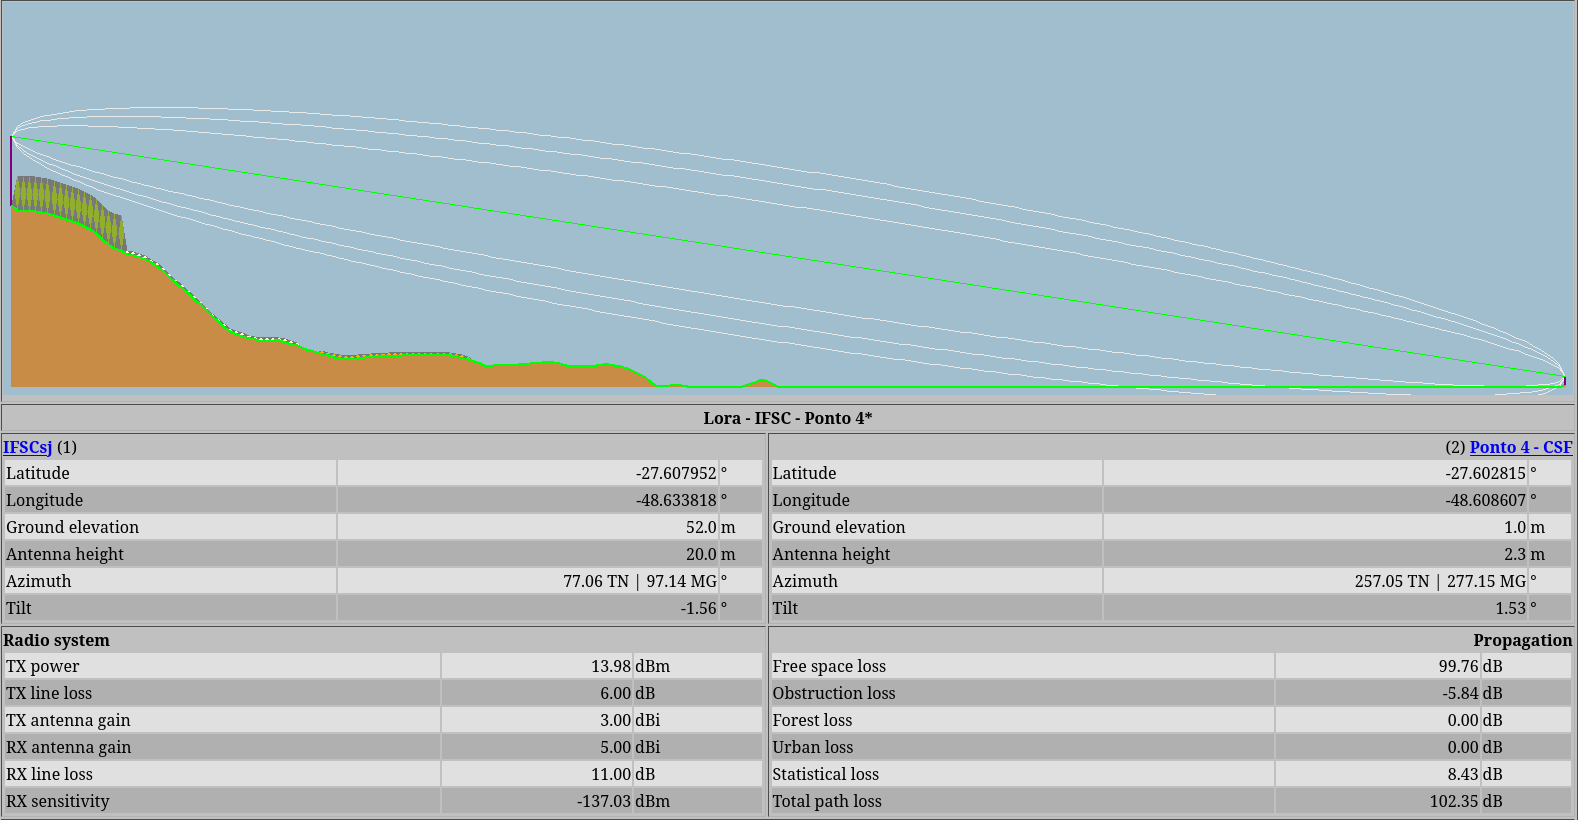 Lora - IFSC - Ponto 4*
IFSCsj (1)
Latitude -27.607952 °
Longitude -48.633818 °
Ground elevation 52.0 m
Antenna height 20.0 m
Azimuth 77.06 TN | 97.14 MG °
Tilt -1.56 °
(2) Ponto 4 - CSF
Latitude -27.602815 °
Longitude -48.608607 °
Ground elevation 1.0 m
Antenna height 2.3 m
Azimuth 257.05 TN | 277.15 MG °
Tilt 1.53 °
Radio system
TX power 13.98 dBm
TX line loss 6.00 dB
TX antenna gain 3.00 dBi
RX antenna gain 5.00 dBi
RX line loss 11.00 dB
RX sensitivity -137.03 dBm
Propagation
Free space loss 99.76 dB
Obstruction loss -5.84 dB
Forest loss 0.00 dB
Urban loss 0.00 dB
Statistical loss 8.43 dB
Total path loss 102.35 dB